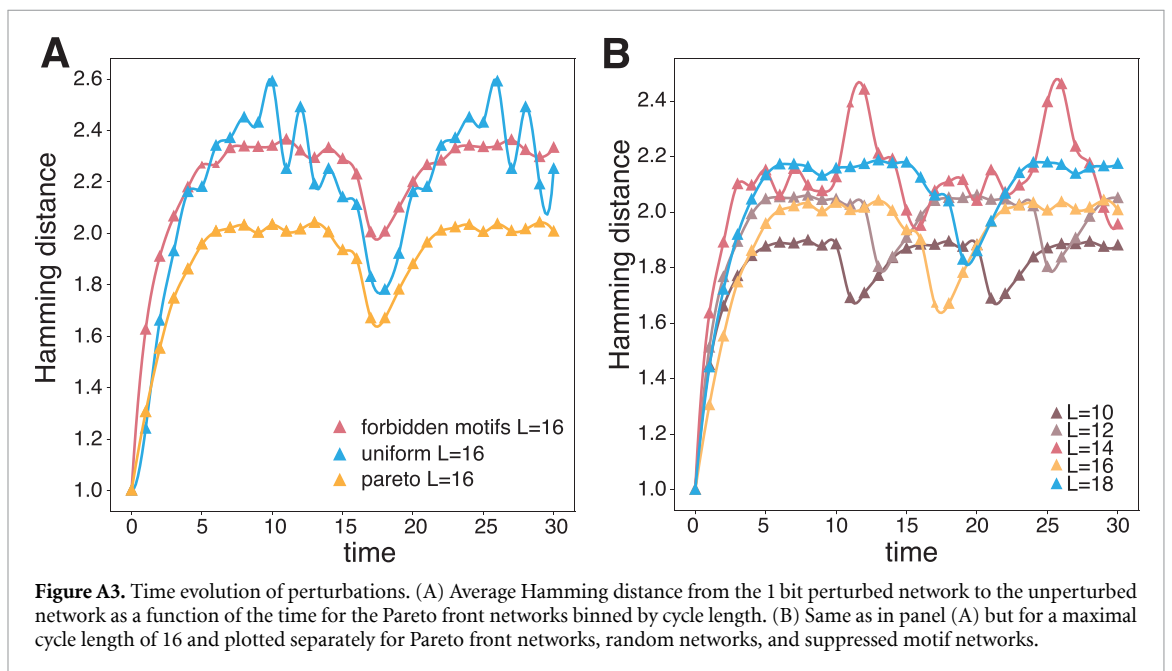 A
Hamming distance
2.6
2.4
2.2
2.0
1.8
1.6
1.4
1.2
1.0
0 5 10 15 20 25 30
time
forbidden motifs L=16
uniform L=16
pareto L=16
B
Hamming distance
2.4
2.2
2.0
1.8
1.6
1.4
1.2
1.0
0 5 10 15 20 25 30
time
L=10
L=12
L=14
L=16
L=18
Figure A3. Time evolution of perturbations. (A) Average Hamming distance from the 1 bit perturbed network to the unperturbed
network as a function of the time for the Pareto front networks binned by cycle length. (B) Same as in panel (A) but for a maximal
cycle length of 16 and plotted separately for Pareto front networks, random networks, and suppressed motif networks.